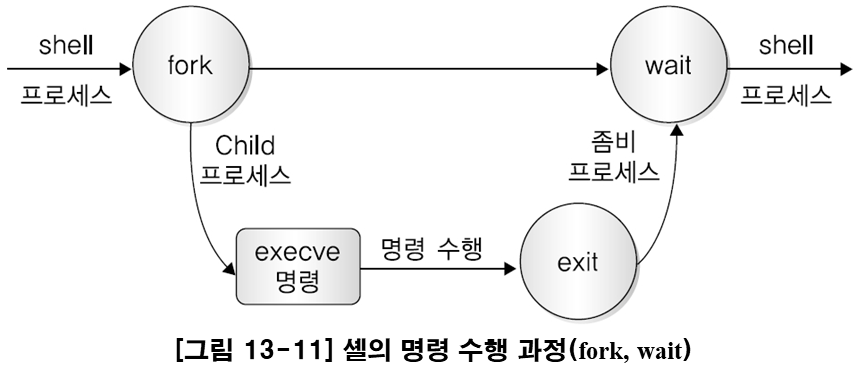 shell
프로세스
fork
wait
shell
프로세스
Child
프로세스
좀비
프로세스
execve
명령
명령 수행
exit
[그림 13-11] 셸의 명령 수행 과정(fork, wait)